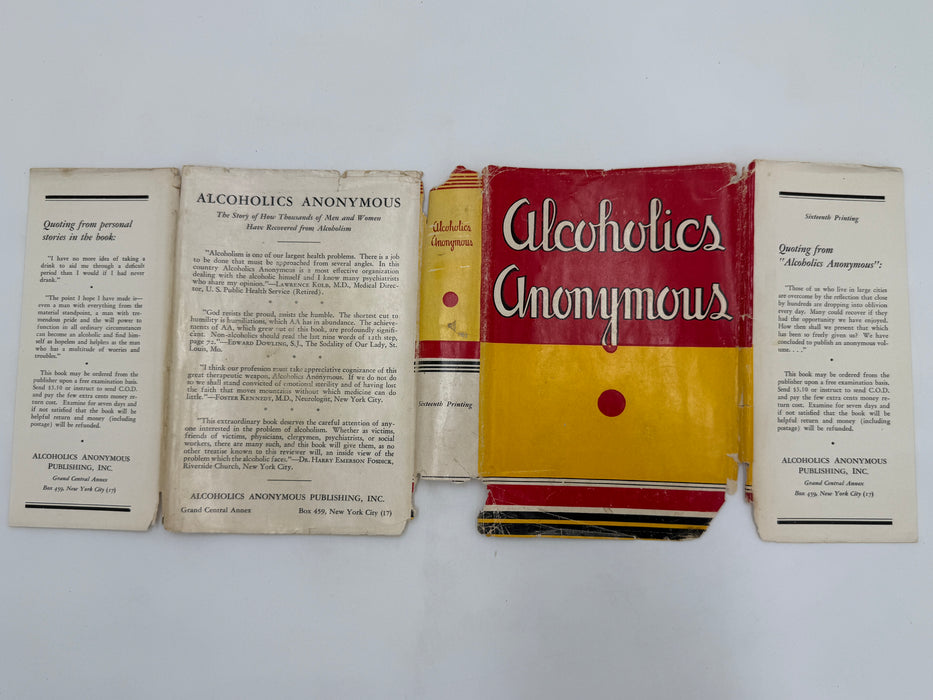 Quoting from personal
stories in the book:
"I have no more idea of taking a
drink to aid me through a difficult
period than I would if I had never
drank."
"The point I hope I have made is—
even a man with everything from the
material standpoint, a man with tre-
mendous pride and the will power to
function in all ordinary circumstances
can become an alcoholic and find him-
self as hopeless and helpless as the man
who has a multitude of worries and
troubles."
This book may be ordered from the
publisher upon a free examination basis.
Send $3.50 or instruct to send C.O.D.
and pay the few extra cents money re-
turn cost. Examine for seven days and
if not satisfied that the book will be
helpful return and money (including
postage) will be refunded.
ALCOHOLICS ANONYMOUS
PUBLISHING, INC.
Grand Central Annex
Box 459, New York City (17)
ALCOHOLICS ANONYMOUS
The Story of How Thousands of Men and Women
Have Recovered from Alcoholism
"Alcoholism is one of our largest health problems. There is a job
to be done that must be approached from several angles. In this
country Alcoholics Anonymous is a most effective organization
dealing with the alcoholic himself and I know many psychiatrists
who share my opinion."—LAWRENCE KOLB, M.D., Medical Direc-
tor, U. S. Public Health Service (Retired).
"God resists the proud, assists the humble. The shortest cut to
humility is humiliations, which AA has in abundance. The achieve-
ments of AA, which grew out of this book, are profoundly signifi-
cant. Non-alcoholics should read the last nine words of 12th step,
page 72."—EDWARD DOWLING, S.J., The Sodality of Our Lady, St.
Louis, Mo.
"I think our profession must take appreciative cognizance of this
great therapeutic weapon, Alcoholics Anonymous. If we do not do
so we shall stand convicted of emotional sterility and of having lost
the faith that moves mountains without which medicine can do
little."—FOSTER KENNEDY, M.D., Neurologist, New York City.
"This extraordinary book deserves the careful attention of any-
one interested in the problem of alcoholism. Whether as victims,
friends of victims, physicians, clergymen, psychiatrists, or social
workers, there are many such, and this book will give them, as no
other treatise known to this reviewer will, an inside view of the
problem which the alcoholic faces."—DR. HARRY EMERSON FOSDICK,
Riverside Church, New York City.
ALCOHOLICS ANONYMOUS PUBLISHING, INC.
Grand Central Annex Box 459, New York City (17)
Alcoholics
Anonymous
Sixteenth Printing
Alcoholics
Anonymous
Sixteenth Printing
Quoting from
"Alcoholics Anonymous":
"Those of us who live in large cities
are overcome by the reflection that close
by hundreds are dropping into oblivion
every day. Many could recover if they
had the opportunity we have enjoyed.
How then shall we present that which
has been so freely given us? We have
concluded to publish an anonymous vol-
ume. . . ."
This book may be ordered from the
publisher upon a free examination basis.
Send $3.50 or instruct to send C.O.D.
and pay the few extra cents money re-
turn cost. Examine for seven days and
if not satisfied that the book will be
helpful return and money (including
postage) will be refunded.
ALCOHOLICS ANONYMOUS
PUBLISHING, INC.
Grand Central Annex
Box 459, New York City (17)